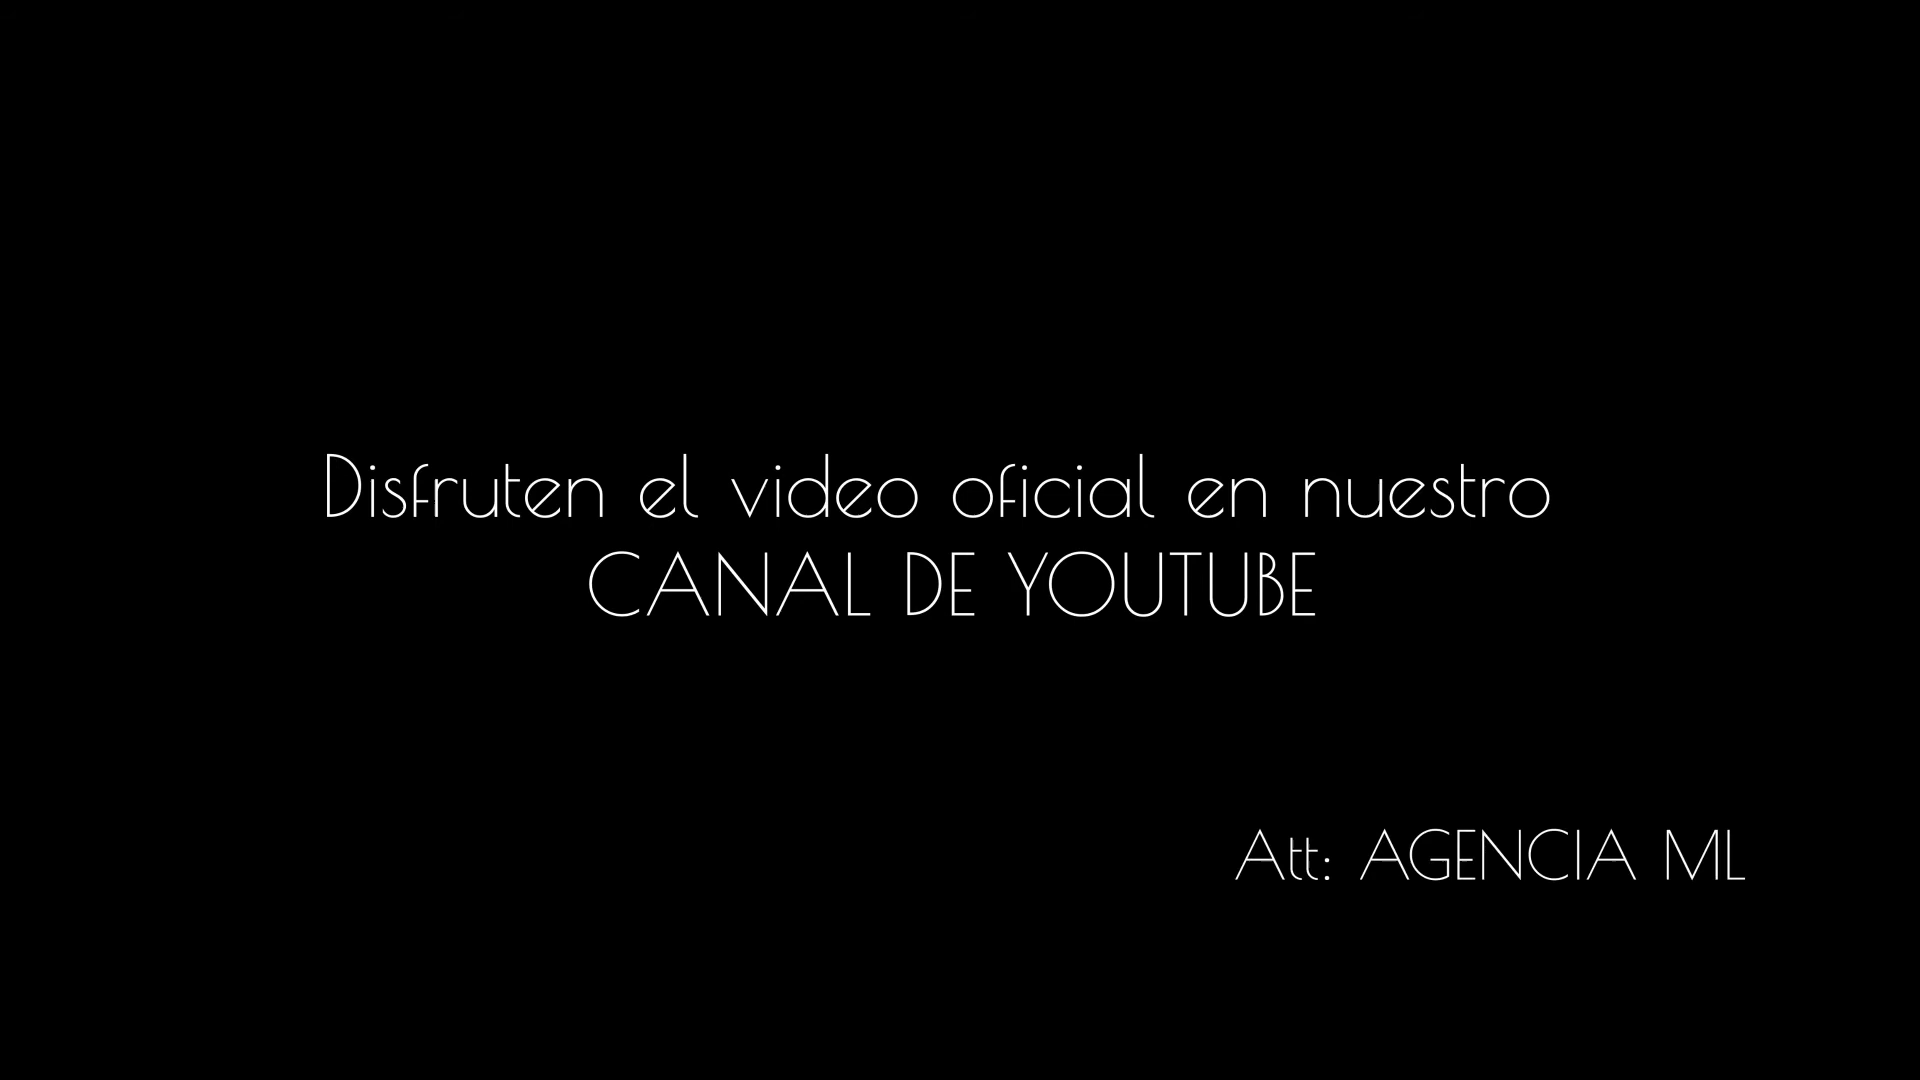 Disfruten el video oficial en nuestro
CANAL DE YOUTUBE
Att: AGENCIA ML